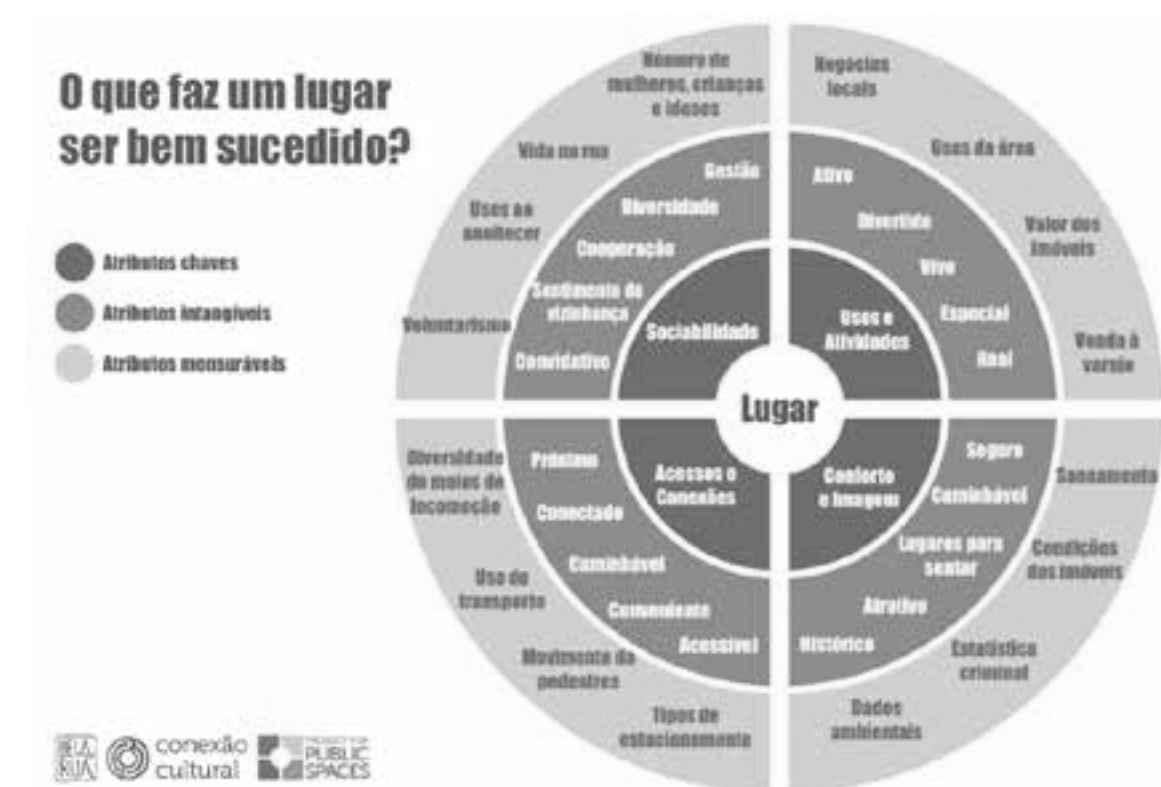 O que faz um lugar
ser bem sucedido?
Atributos chaves
Atributos intangíveis
Atributos mensuráveis
Número de
mulheres, crianças
e idosos
Vida na rua
Usos ao
anoitecer
Voluntarismo
Gestão
Diversidade
Cooperação
Sentimento de
vizinhança
Convidativo
Sociabilidade
Negócios
locais
Usos da área
Valor dos
imóveis
Venda à
varejo
Ativo
Divertido
Vivo
Especial
Real
Usos e
Atividades
Lugar
Diversidade
de meios de
locomoção
Uso do
transporte
Movimento de
pedestres
Tipos de
estacionamento
Próximo
Conectado
Caminhável
Conveniente
Acessível
Acessos e
Conexões
Conforto
e Imagem
Seguro
Caminhável
Lugares para
sentar
Atrativo
Histórico
Saneamento
Condições
dos imóveis
Estatística
criminal
Dados
ambientais
BELA
RUA
conexão
cultural
PUBLIC
SPACES